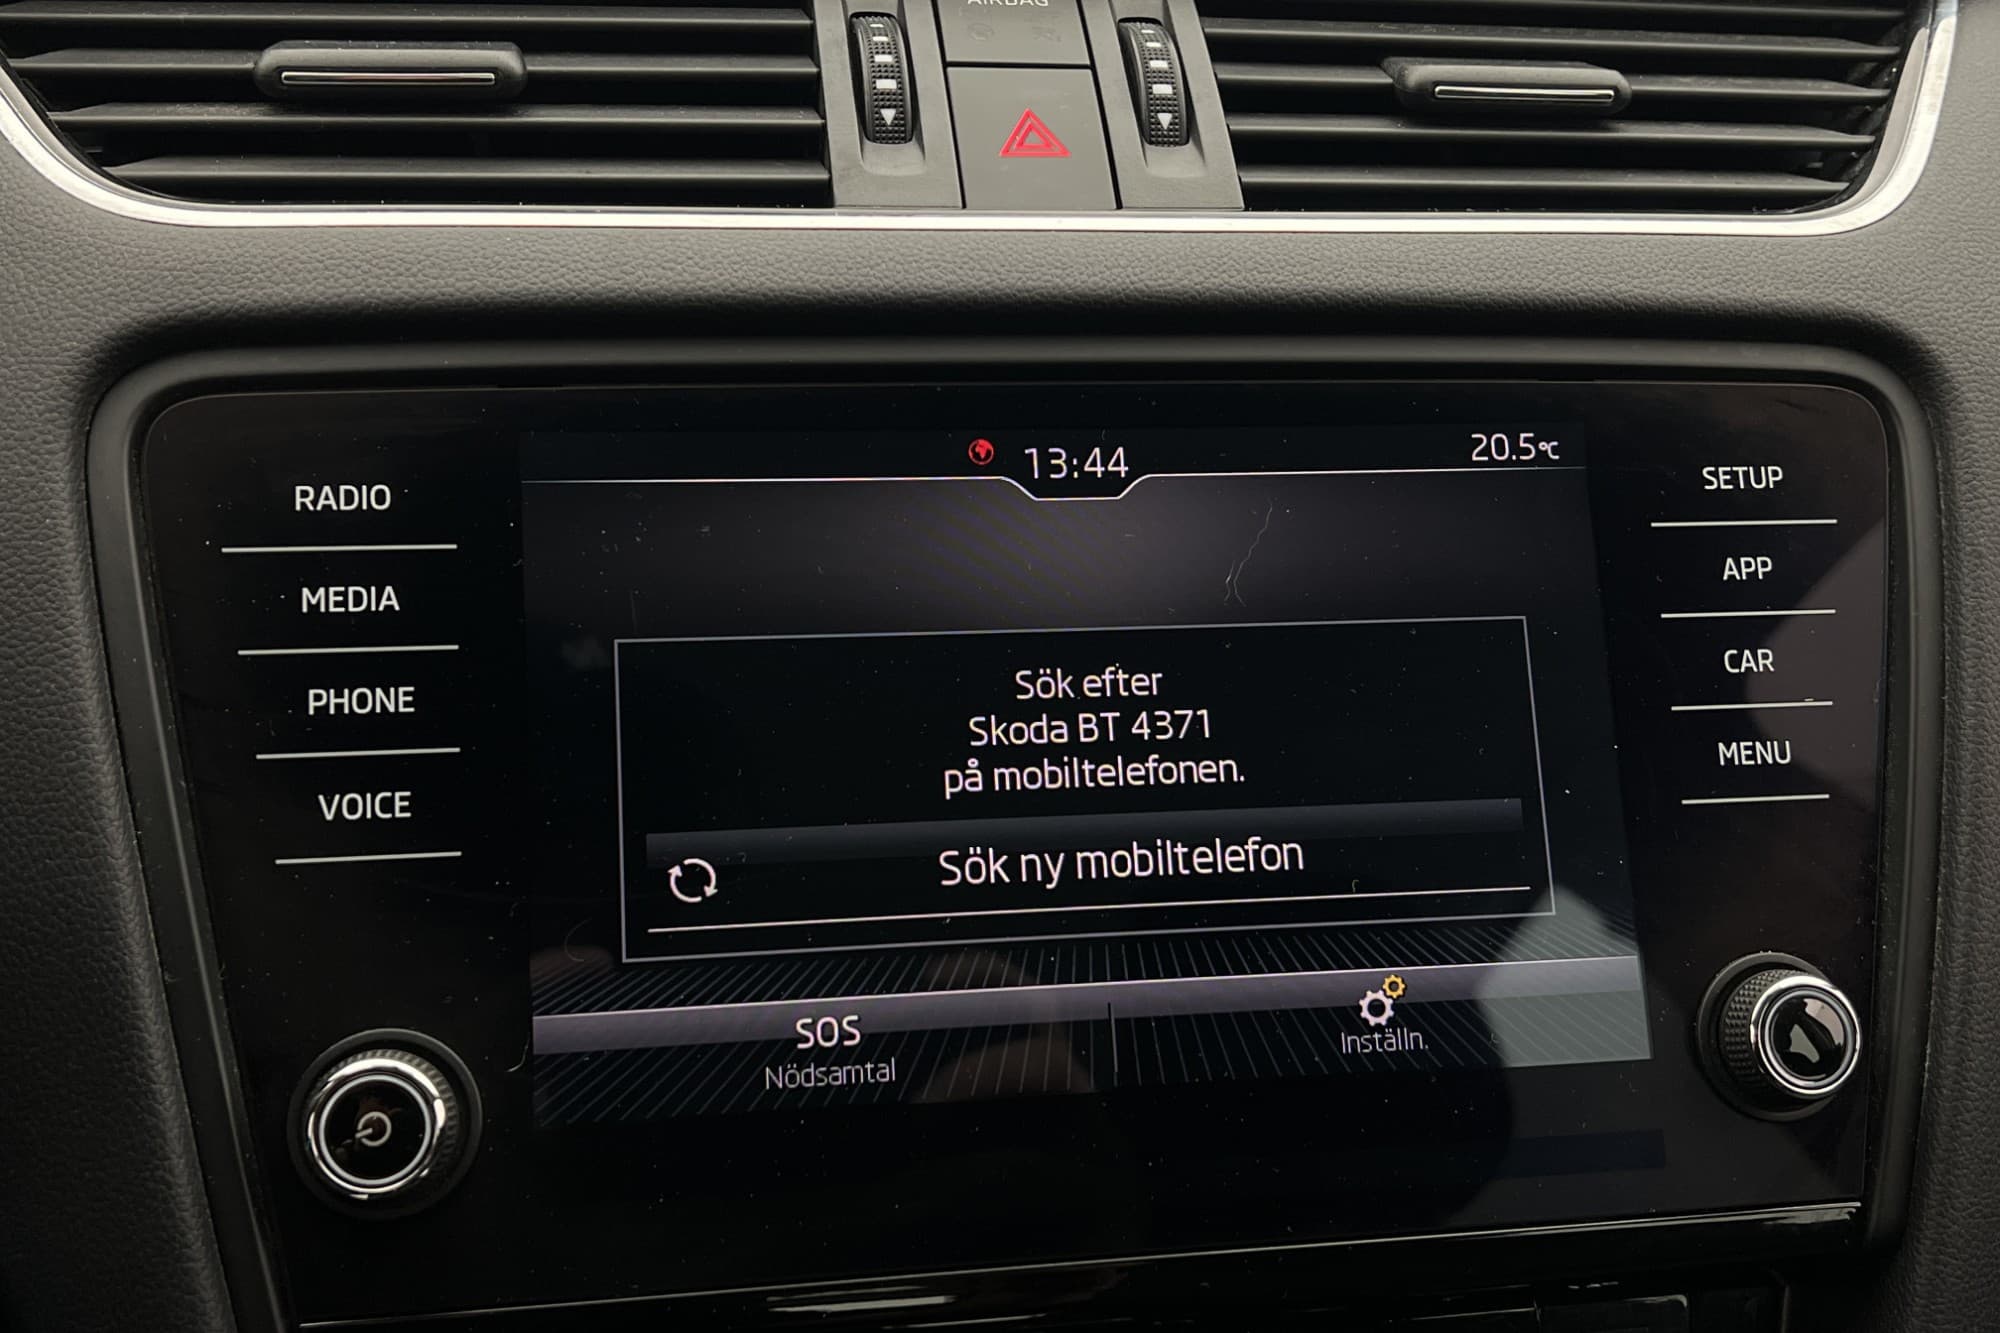 AIRBAG
13:44
20.5°C
RADIO
MEDIA
PHONE
VOICE
Sök efter
Skoda BT 4371
på mobiltelefonen.
Sök ny mobiltelefon
SOS
Nödsamtal
Inställn.
SETUP
APP
CAR
MENU